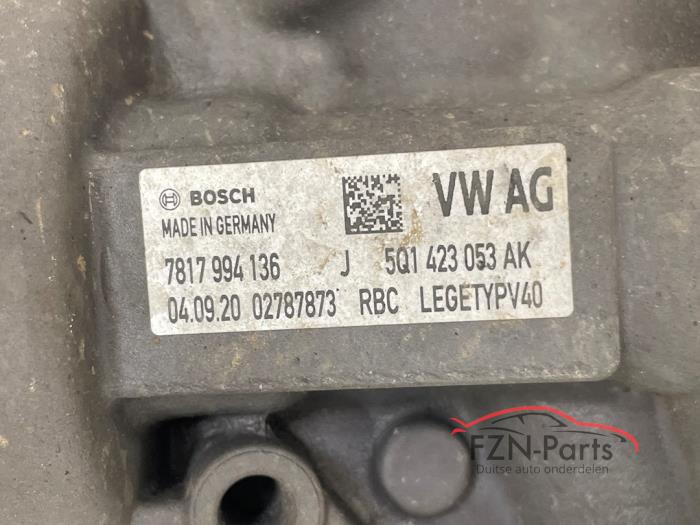 BOSCH VW AG
MADE IN GERMANY
7817 994 136 J 5Q1 423 053 AK
04.09.20 02787873 RBC LEGETYPV40
FZN-Parts
Duitse auto onderdelen